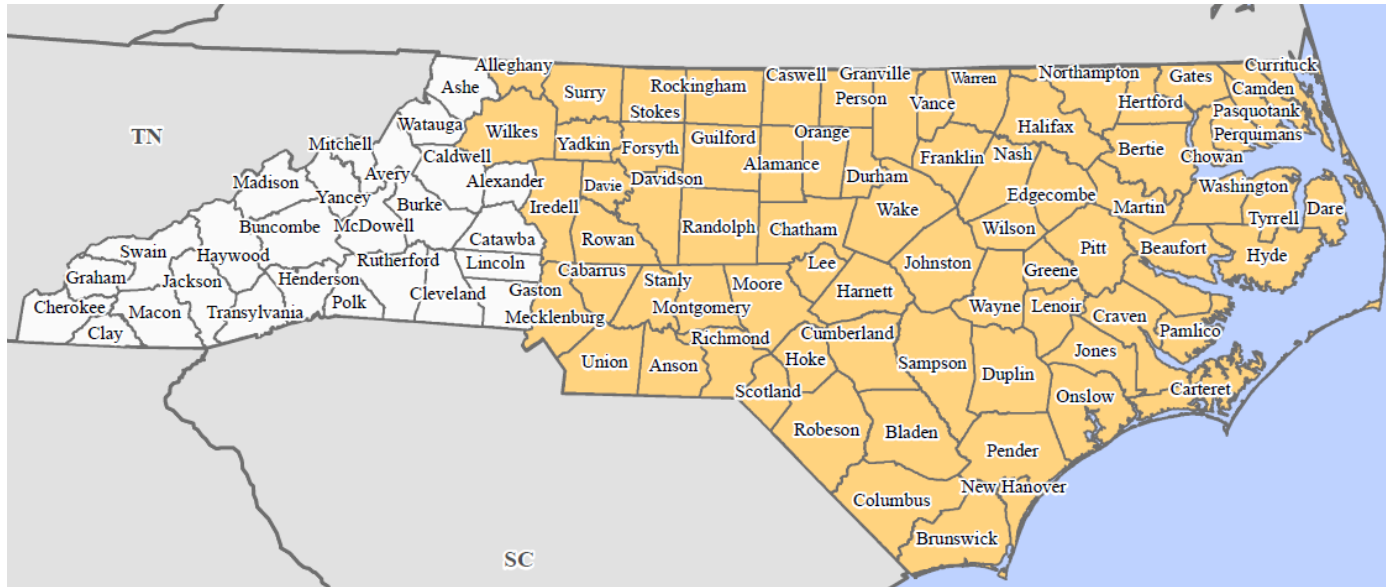 Alleghany
Ashe
Surry
Rockingham
Stokes
Caswell
Granville
Person
Vance
Warren
Northampton
Gates
Hertford
Currituck
Camden
Pasquotank
Perquimans
Chowan
TN
Watauga
Wilkes
Yadkin
Forsyth
Guilford
Orange
Alamance
Durham
Franklin
Nash
Halifax
Bertie
Mitchell
Avery
Caldwell
Alexander
Madison
Yancey
Burke
Iredell
Davie
Davidson
Edgecombe
Martin
Washington
Tyrrell
Dare
Buncombe
McDowell
Catawba
Rowan
Randolph
Chatham
Wake
Wilson
Pitt
Beaufort
Hyde
Swain
Haywood
Rutherford
Lincoln
Graham
Jackson
Henderson
Cleveland
Gaston
Cabarrus
Stanly
Montgomery
Moore
Lee
Harnett
Johnston
Greene
Cherokee
Macon
Clay
Transylvania
Polk
Mecklenburg
Wayne
Lenoir
Craven
Pamlico
Union
Anson
Richmond
Scotland
Hoke
Cumberland
Sampson
Duplin
Jones
Onslow
Carteret
Robeson
Bladen
Pender
Columbus
New Hanover
Brunswick
SC